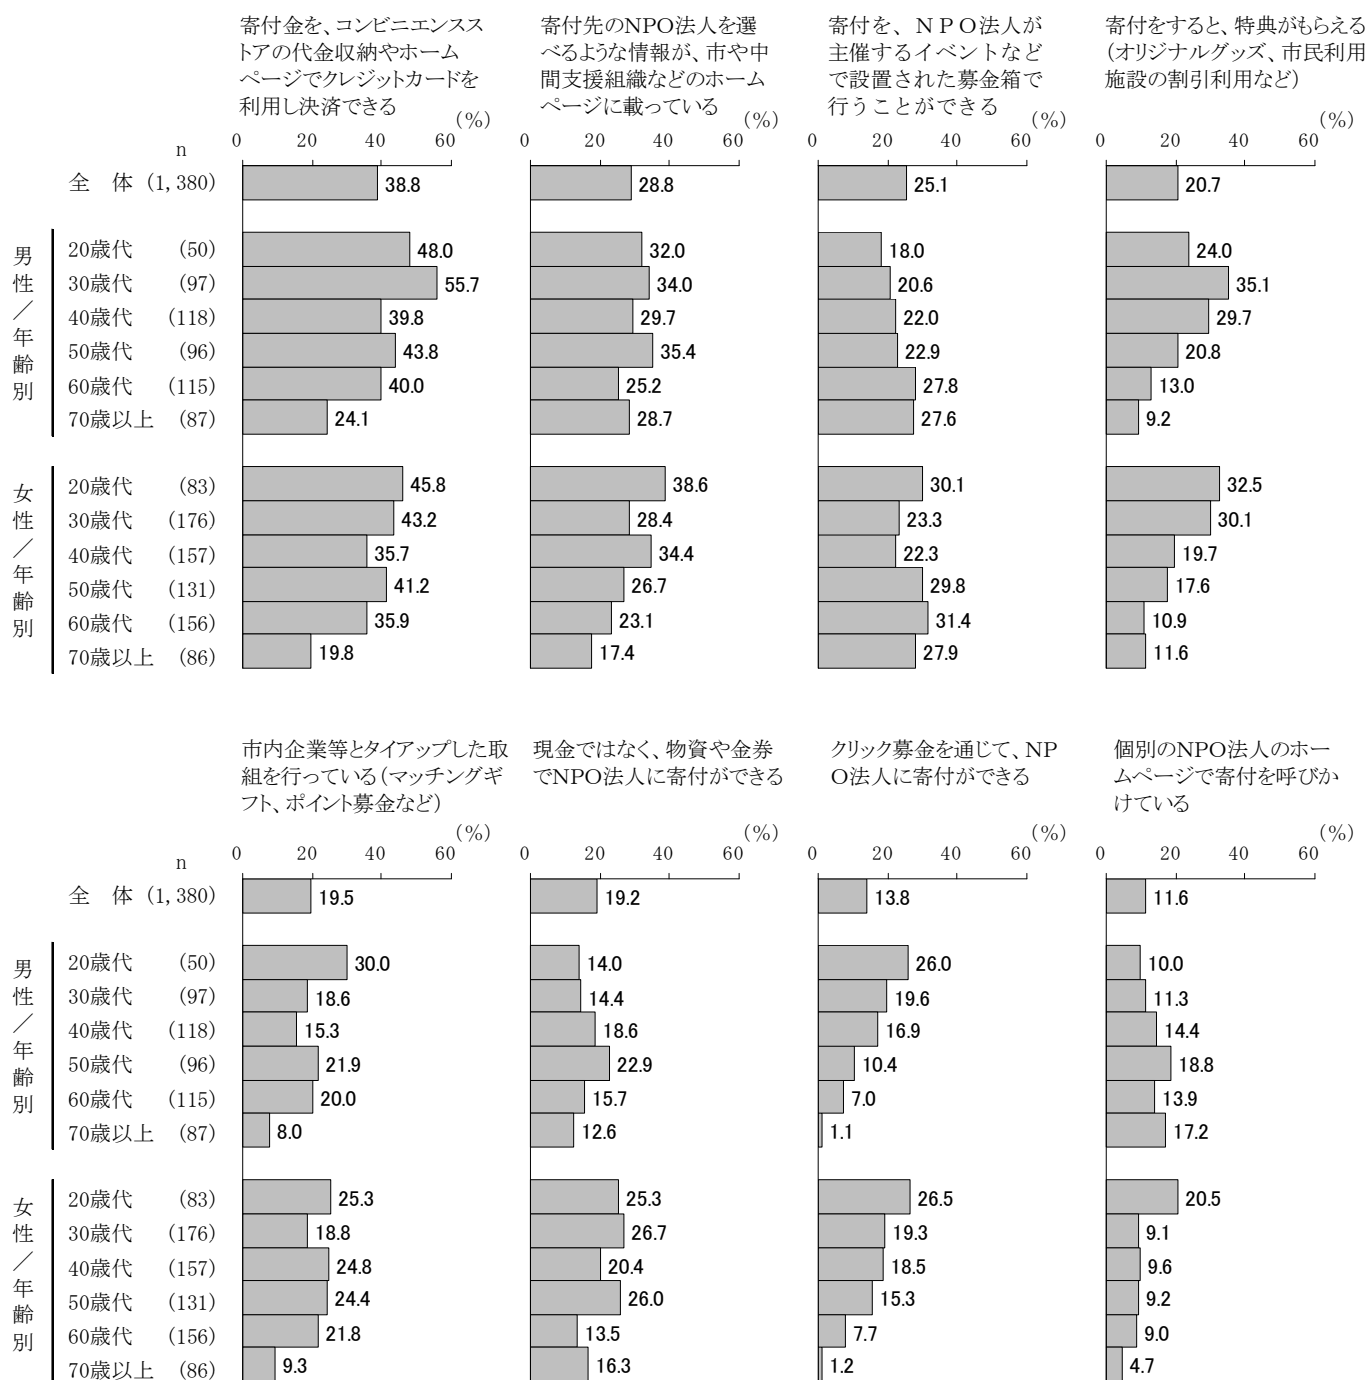 寄付金を、コンビニエンスス
トアの代金収納やホーム
ページでクレジットカードを
利用し決済できる
寄付先のNPO法人を選
べるような情報が、市や中
間支援組織などのホーム
ページに載っている
寄付を、ＮＰＯ法人が
主催するイベントなど
で設置された募金箱で
行うことができる
寄付をすると、特典がもらえる
(オリジナルグッズ、市民利用
施設の割引利用など)
(%) (%) (%) (%)
n 0 20 40 60 0 20 40 60 0 20 40 60 0 20 40 60
全 体 (1,380) 38.8 28.8 25.1 20.7
男性／年齢別
20歳代 (50) 48.0 32.0 18.0 24.0
30歳代 (97) 55.7 34.0 20.6 35.1
40歳代 (118) 39.8 29.7 22.0 29.7
50歳代 (96) 43.8 35.4 22.9 20.8
60歳代 (115) 40.0 25.2 27.8 13.0
70歳以上 (87) 24.1 28.7 27.6 9.2
女性／年齢別
20歳代 (83) 45.8 38.6 30.1 32.5
30歳代 (176) 43.2 28.4 23.3 30.1
40歳代 (157) 35.7 34.4 22.3 19.7
50歳代 (131) 41.2 26.7 29.8 17.6
60歳代 (156) 35.9 23.1 31.4 10.9
70歳以上 (86) 19.8 17.4 27.9 11.6
市内企業等とタイアップした取
組を行っている(マッチングギ
フト、ポイント募金など)
現金ではなく、物資や金券
でNPO法人に寄付ができる
クリック募金を通じて、NP
O法人に寄付ができる
個別のNPO法人のホー
ムページで寄付を呼びか
けている
(%) (%) (%) (%)
n 0 20 40 60 0 20 40 60 0 20 40 60 0 20 40 60
全 体 (1,380) 19.5 19.2 13.8 11.6
男性／年齢別
20歳代 (50) 30.0 14.0 26.0 10.0
30歳代 (97) 18.6 14.4 19.6 11.3
40歳代 (118) 15.3 18.6 16.9 14.4
50歳代 (96) 21.9 22.9 10.4 18.8
60歳代 (115) 20.0 15.7 7.0 13.9
70歳以上 (87) 8.0 12.6 1.1 17.2
女性／年齢別
20歳代 (83) 25.3 25.3 26.5 20.5
30歳代 (176) 18.8 26.7 19.3 9.1
40歳代 (157) 24.8 20.4 18.5 9.6
50歳代 (131) 24.4 26.0 15.3 9.2
60歳代 (156) 21.8 13.5 7.7 9.0
70歳以上 (86) 9.3 16.3 1.2 4.7